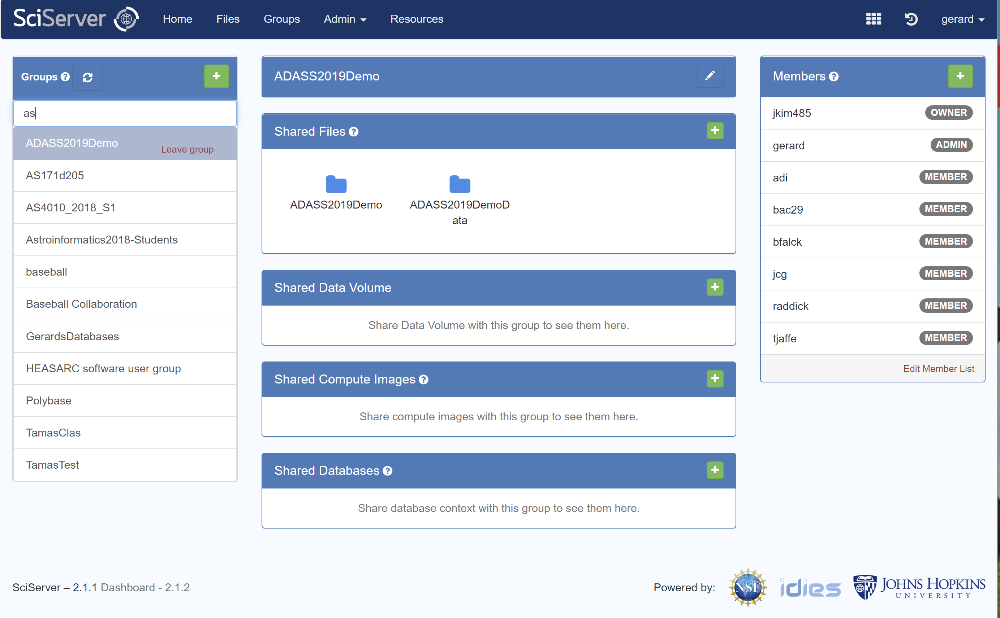 SciServer
Home
Files
Groups
Admin
Resources
gerard
Groups
as
ADASS2019Demo
Leave group
AS171d205
AS4010_2018_S1
Astroinformatics2018-Students
baseball
Baseball Collaboration
GerardsDatabases
HEASARC software user group
Polybase
TamasClas
TamasTest
ADASS2019Demo
Shared Files
ADASS2019Demo
ADASS2019DemoD
ata
Shared Data Volume
Share Data Volume with this group to see them here.
Shared Compute Images
Share compute images with this group to see them here.
Shared Databases
Share database context with this group to see them here.
Members
jkim485 OWNER
gerard ADMIN
adi MEMBER
bac29 MEMBER
bfalck MEMBER
jcg MEMBER
raddick MEMBER
tjaffe MEMBER
Edit Member List
SciServer – 2.1.1 Dashboard - 2.1.2
Powered by:
NSF
idies
JOHNS HOPKINS
UNIVERSITY